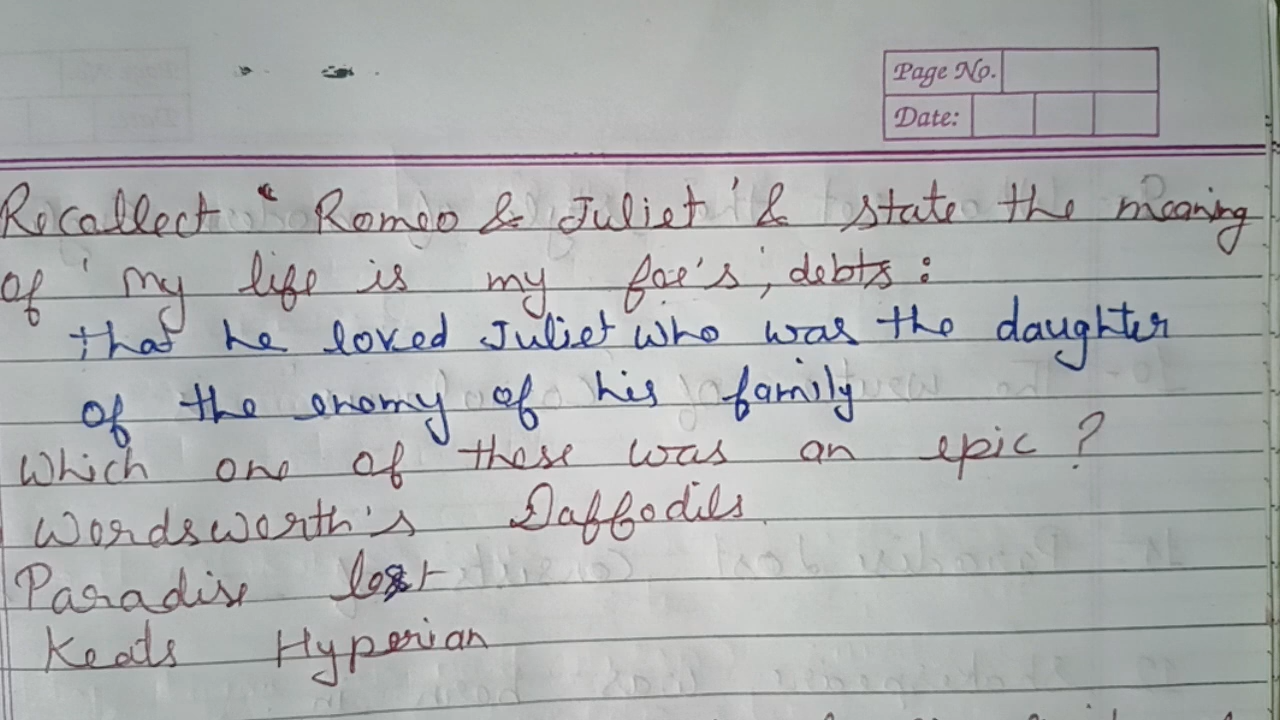 Page No.
Date:
Recollect " Romeo & Juliet ' & state the meaning
of ' my life is my foe's ' , debts :
that he loved Juliet who was the daughter
of the enemy of his family
Which one of these was an epic ?
Wordsworth's Daffodils.
Paradise lost
Keats Hyperian